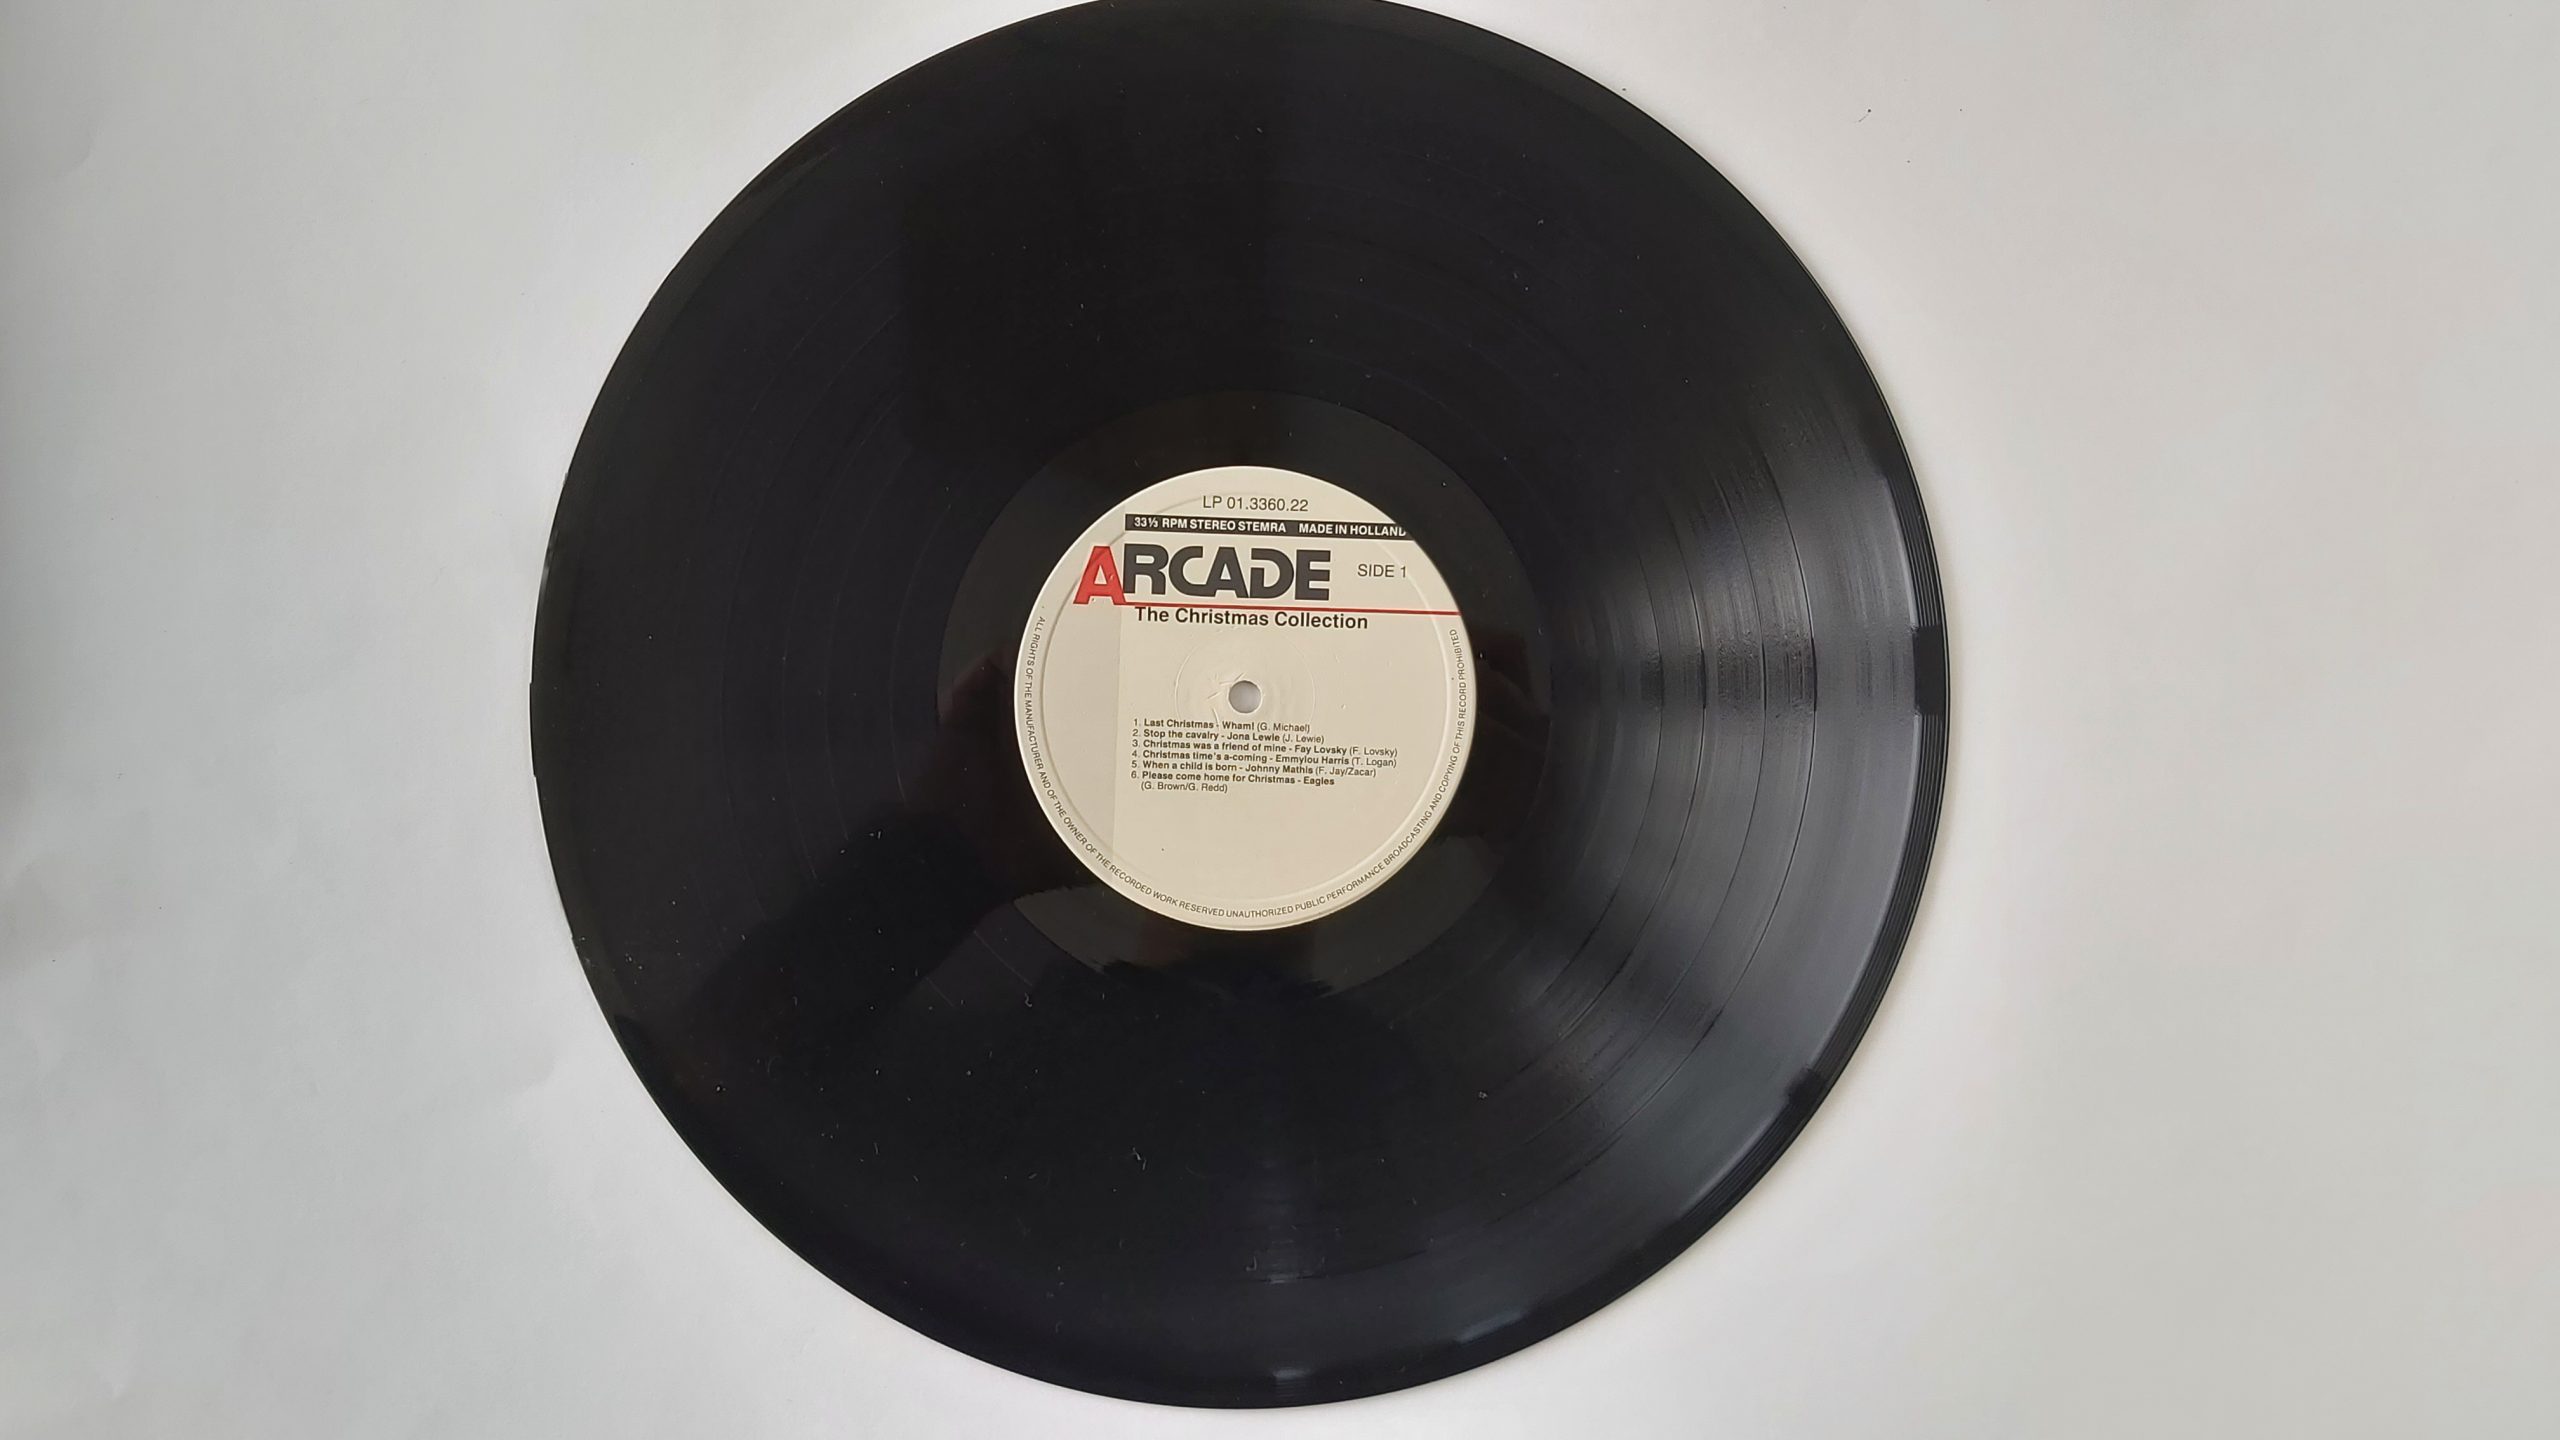 LP 01.3360.22
33⅓ RPM STEREO STEMRA MADE IN HOLLAND
ARCADE
SIDE 1
The Christmas Collection
1. Last Christmas - Wham! (G. Michael)
2. Stop the cavalry - Jona Lewie (J. Lewie)
3. Christmas was a friend of mine - Fay Lovsky (F. Lovsky)
4. Christmas time's a-coming - Emmylou Harris (T. Logan)
5. When a child is born - Johnny Mathis (F. Jay/Zacar)
6. Please come home for Christmas - Eagles
(G. Brown/G. Redd)
ALL RIGHTS OF THE MANUFACTURER AND OF THE OWNER OF THE RECORDED WORK RESERVED UNAUTHORIZED PUBLIC PERFORMANCE BROADCASTING AND COPYING OF THIS RECORD PROHIBITED